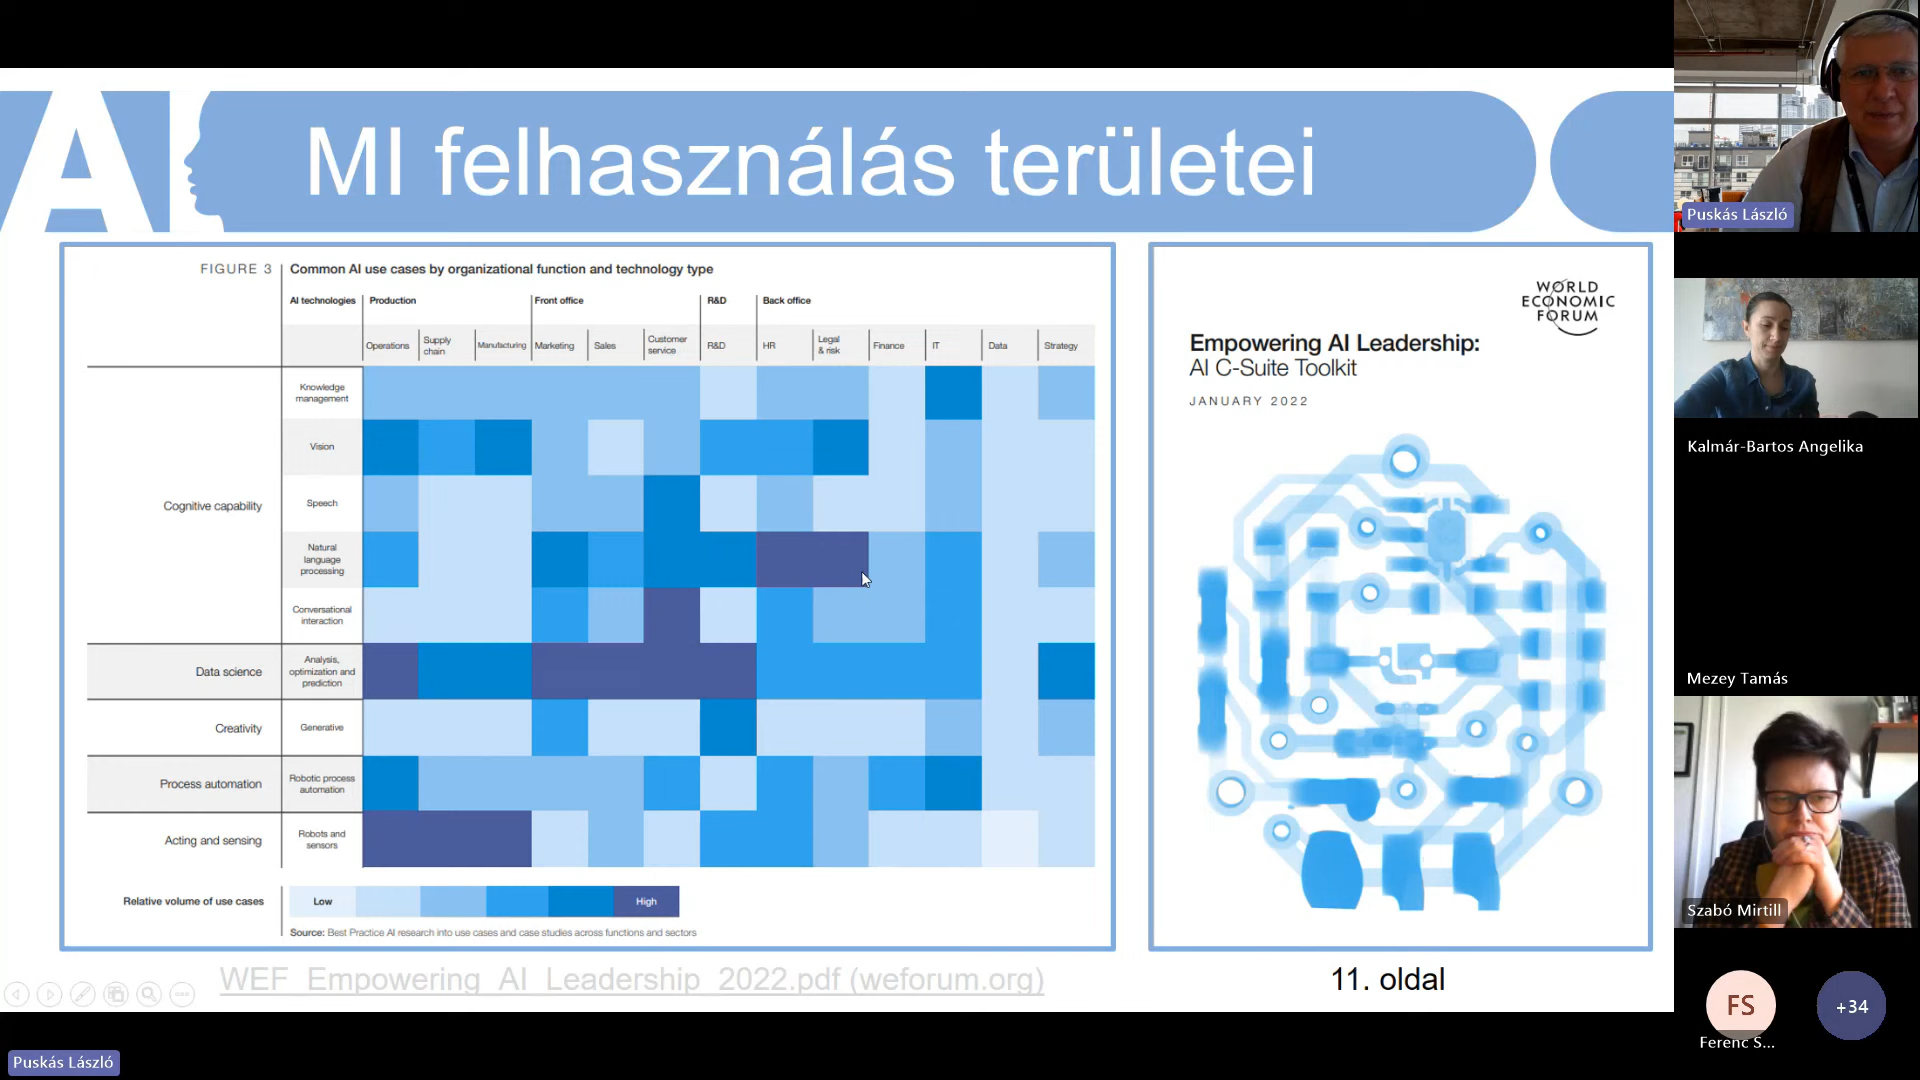 AI
MI felhasználás területei
FIGURE 3
Common AI use cases by organizational function and technology type
AI technologies
Production
Front office
R&D
Back office
Operations
Supply
chain
Manufacturing
Marketing
Sales
Customer
service
R&D
HR
Legal
& risk
Finance
IT
Data
Strategy
Cognitive capability
Knowledge
management
Vision
Speech
Natural
language
processing
Conversational
interaction
Data science
Analysis,
optimization and
prediction
Creativity
Generative
Process automation
Robotic process
automation
Acting and sensing
Robots and
sensors
Relative volume of use cases
Low
High
Source: Best Practice AI research into use cases and case studies across functions and sectors
WORLD
ECONOMIC
FORUM
Empowering AI Leadership:
AI C-Suite Toolkit
JANUARY 2022
WEF_Empowering_AI_Leadership_2022.pdf (weforum.org)
11. oldal
Puskás László
Kalmár-Bartos Angelika
Mezey Tamás
Szabó Mirtill
FS
Ferenc S...
+34
Puskás László